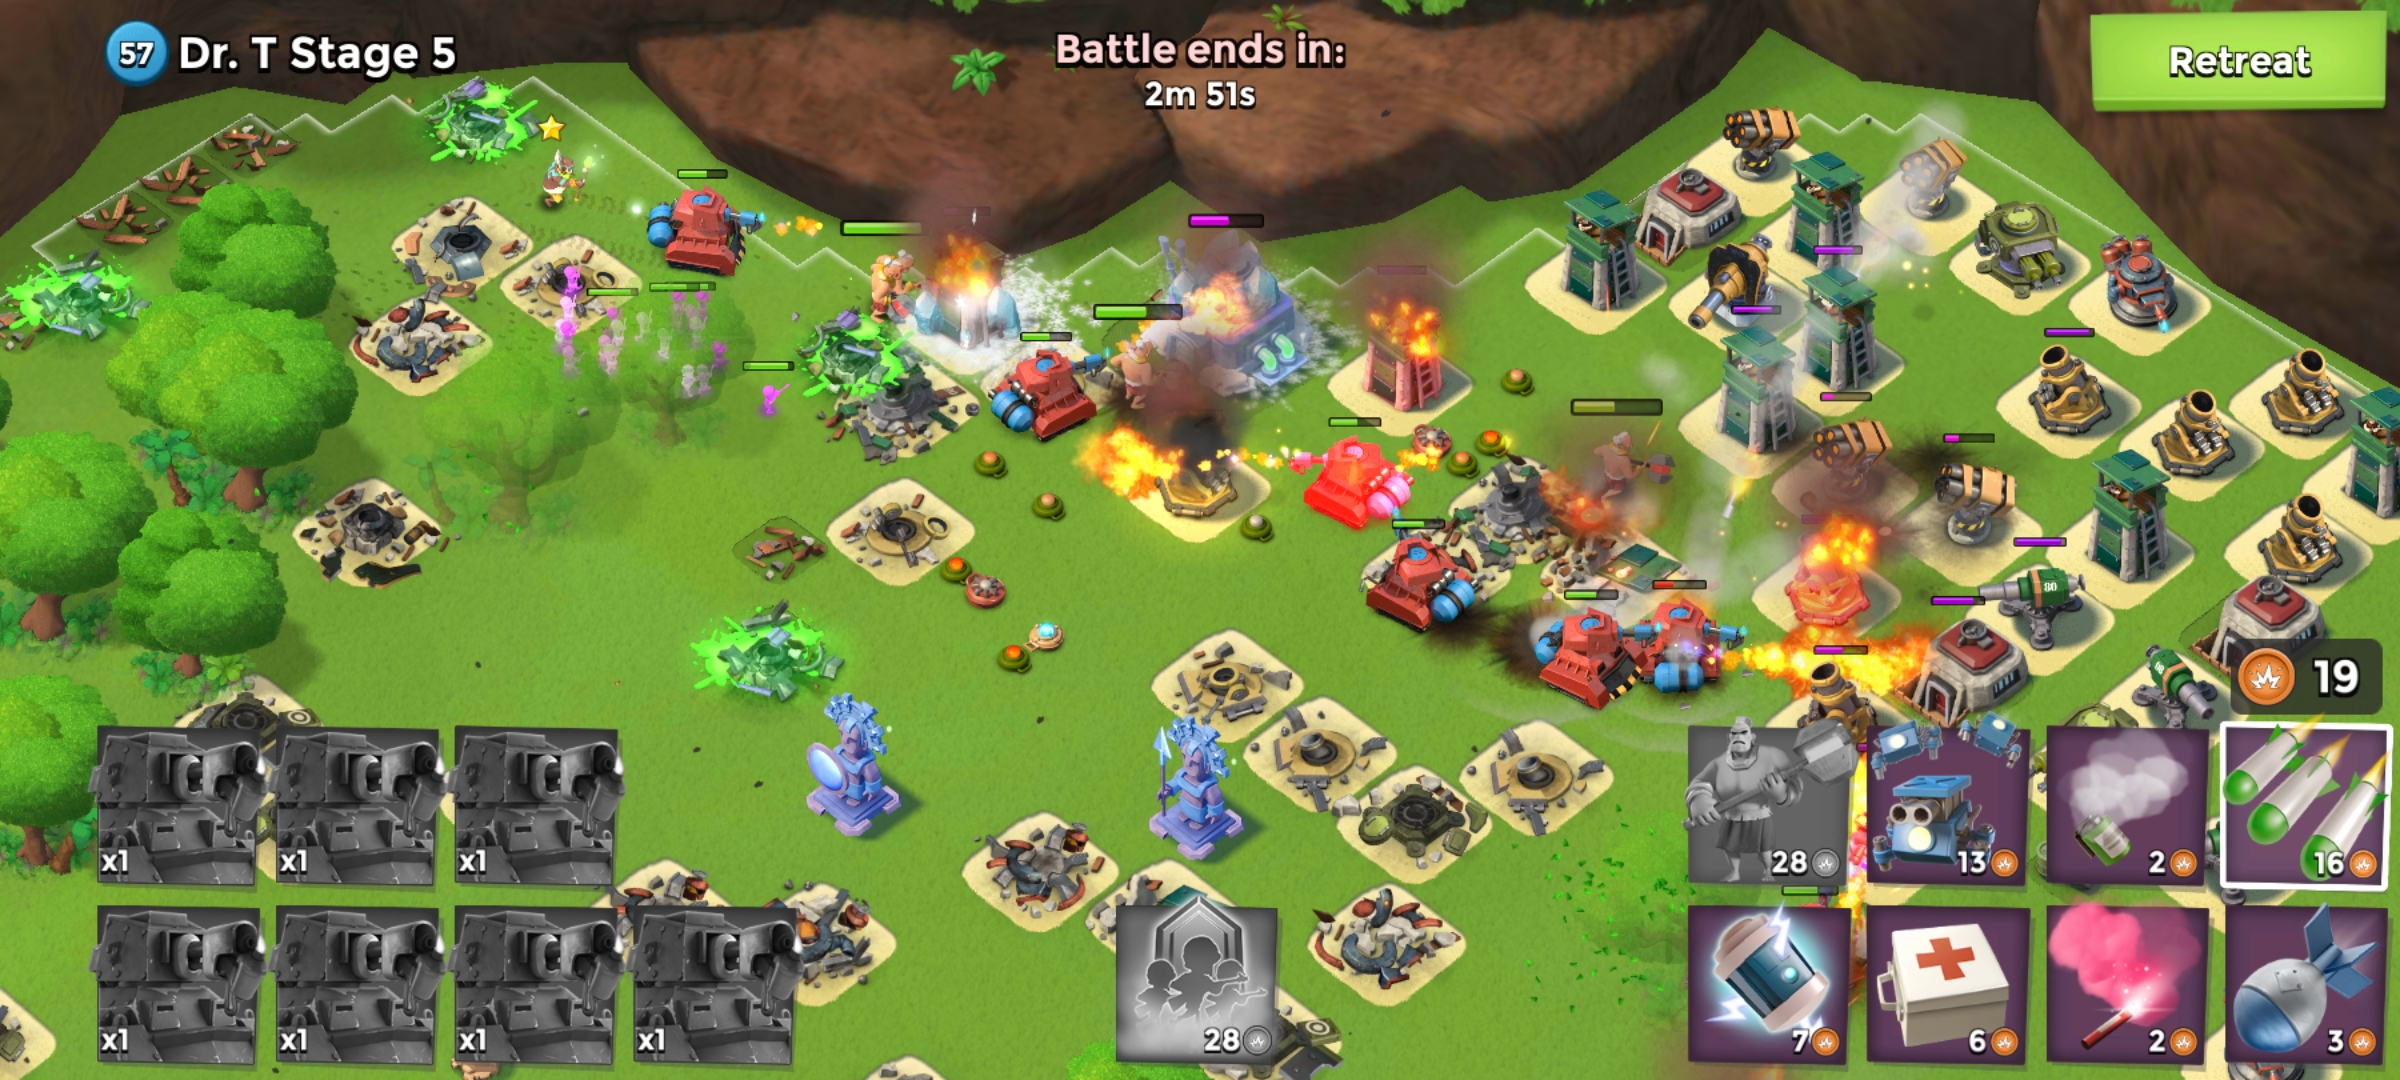 57 Dr. T Stage 5
Battle ends in:
2m 51s
Retreat
80
19
x1 x1 x1
28 13 2 16
x1 x1 x1 x1
28
7 6 2 3